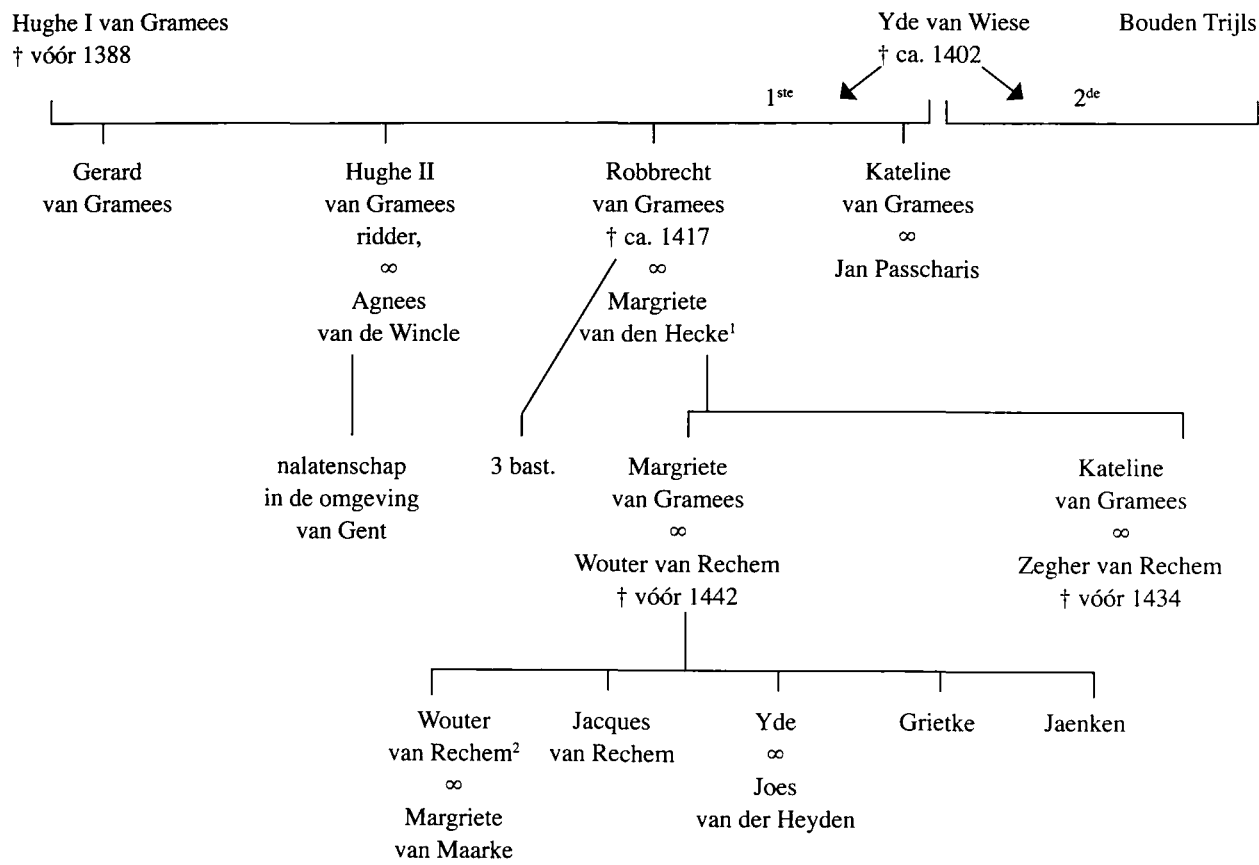 Hughe I van Gramees
† vóór 1388
Yde van Wiese
† ca. 1402
Bouden Trijls
1ste
2de
Gerard
van Gramees
Hughe II
van Gramees
ridder,
∞
Agnees
van de Wincle
Robbrecht
van Gramees
† ca. 1417
∞
Margriete
van den Hecke1
Kateline
van Gramees
∞
Jan Passcharis
nalatenschap
in de omgeving
van Gent
3 bast.
Margriete
van Gramees
∞
Wouter van Rechem
† vóór 1442
Kateline
van Gramees
∞
Zegher van Rechem
† vóór 1434
Wouter
van Rechem2
∞
Margriete
van Maarke
Jacques
van Rechem
Yde
∞
Joes
van der Heyden
Grietke
Jaenken